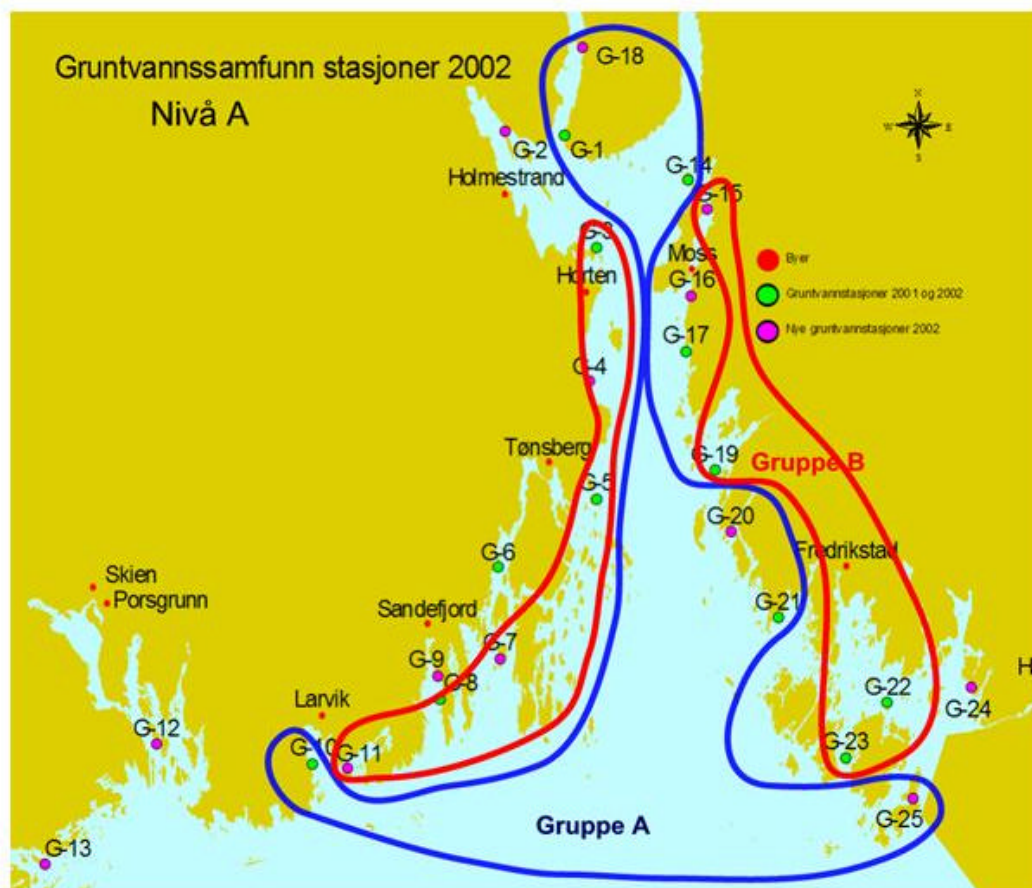 Gruntvannssamfunn stasjoner 2002
Nivå A
G-18
N
W
E
S
G-2
G-1
Holmestrand
G-14
G-15
G-3
Moss
Byer
Horten
G-16
Gruntvannstasjoner 2001 og 2002
G-17
Nye gruntvannstasjoner 2002
G-4
Tønsberg
G-19
Gruppe B
G-5
G-20
G-6
Fredrikstad
Skien
Porsgrunn
Sandefjord
G-21
G-7
G-9
G-8
H
G-22
G-24
Larvik
G-12
G-10
G-11
G-23
Gruppe A
G-25
G-13